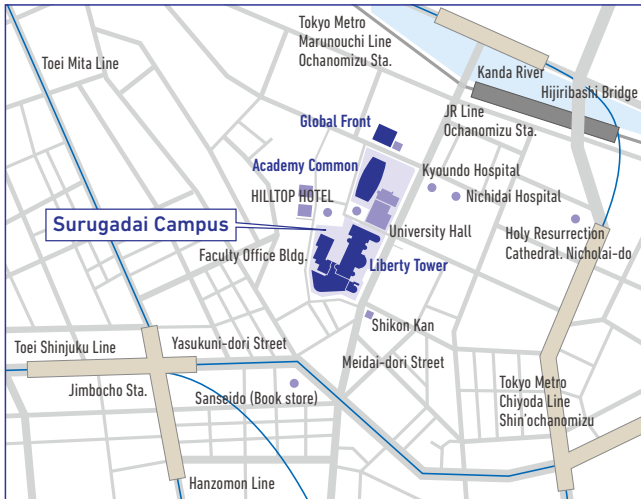 Tokyo Metro
Marunouchi Line
Ochanomizu Sta.
Toei Mita Line
Kanda River
Hijiribashi Bridge
JR Line
Ochanomizu Sta.
Global Front
Academy Common
Kyoundo Hospital
HILLTOP HOTEL
Nichidai Hospital
Surugadai Campus
University Hall
Holy Resurrection
Cathedral. Nicholai-do
Faculty Office Bldg.
Liberty Tower
Shikon Kan
Toei Shinjuku Line
Yasukuni-dori Street
Meidai-dori Street
Jimbocho Sta.
Sanseido (Book store)
Tokyo Metro
Chiyoda Line
Shin'ochanomizu
Hanzomon Line